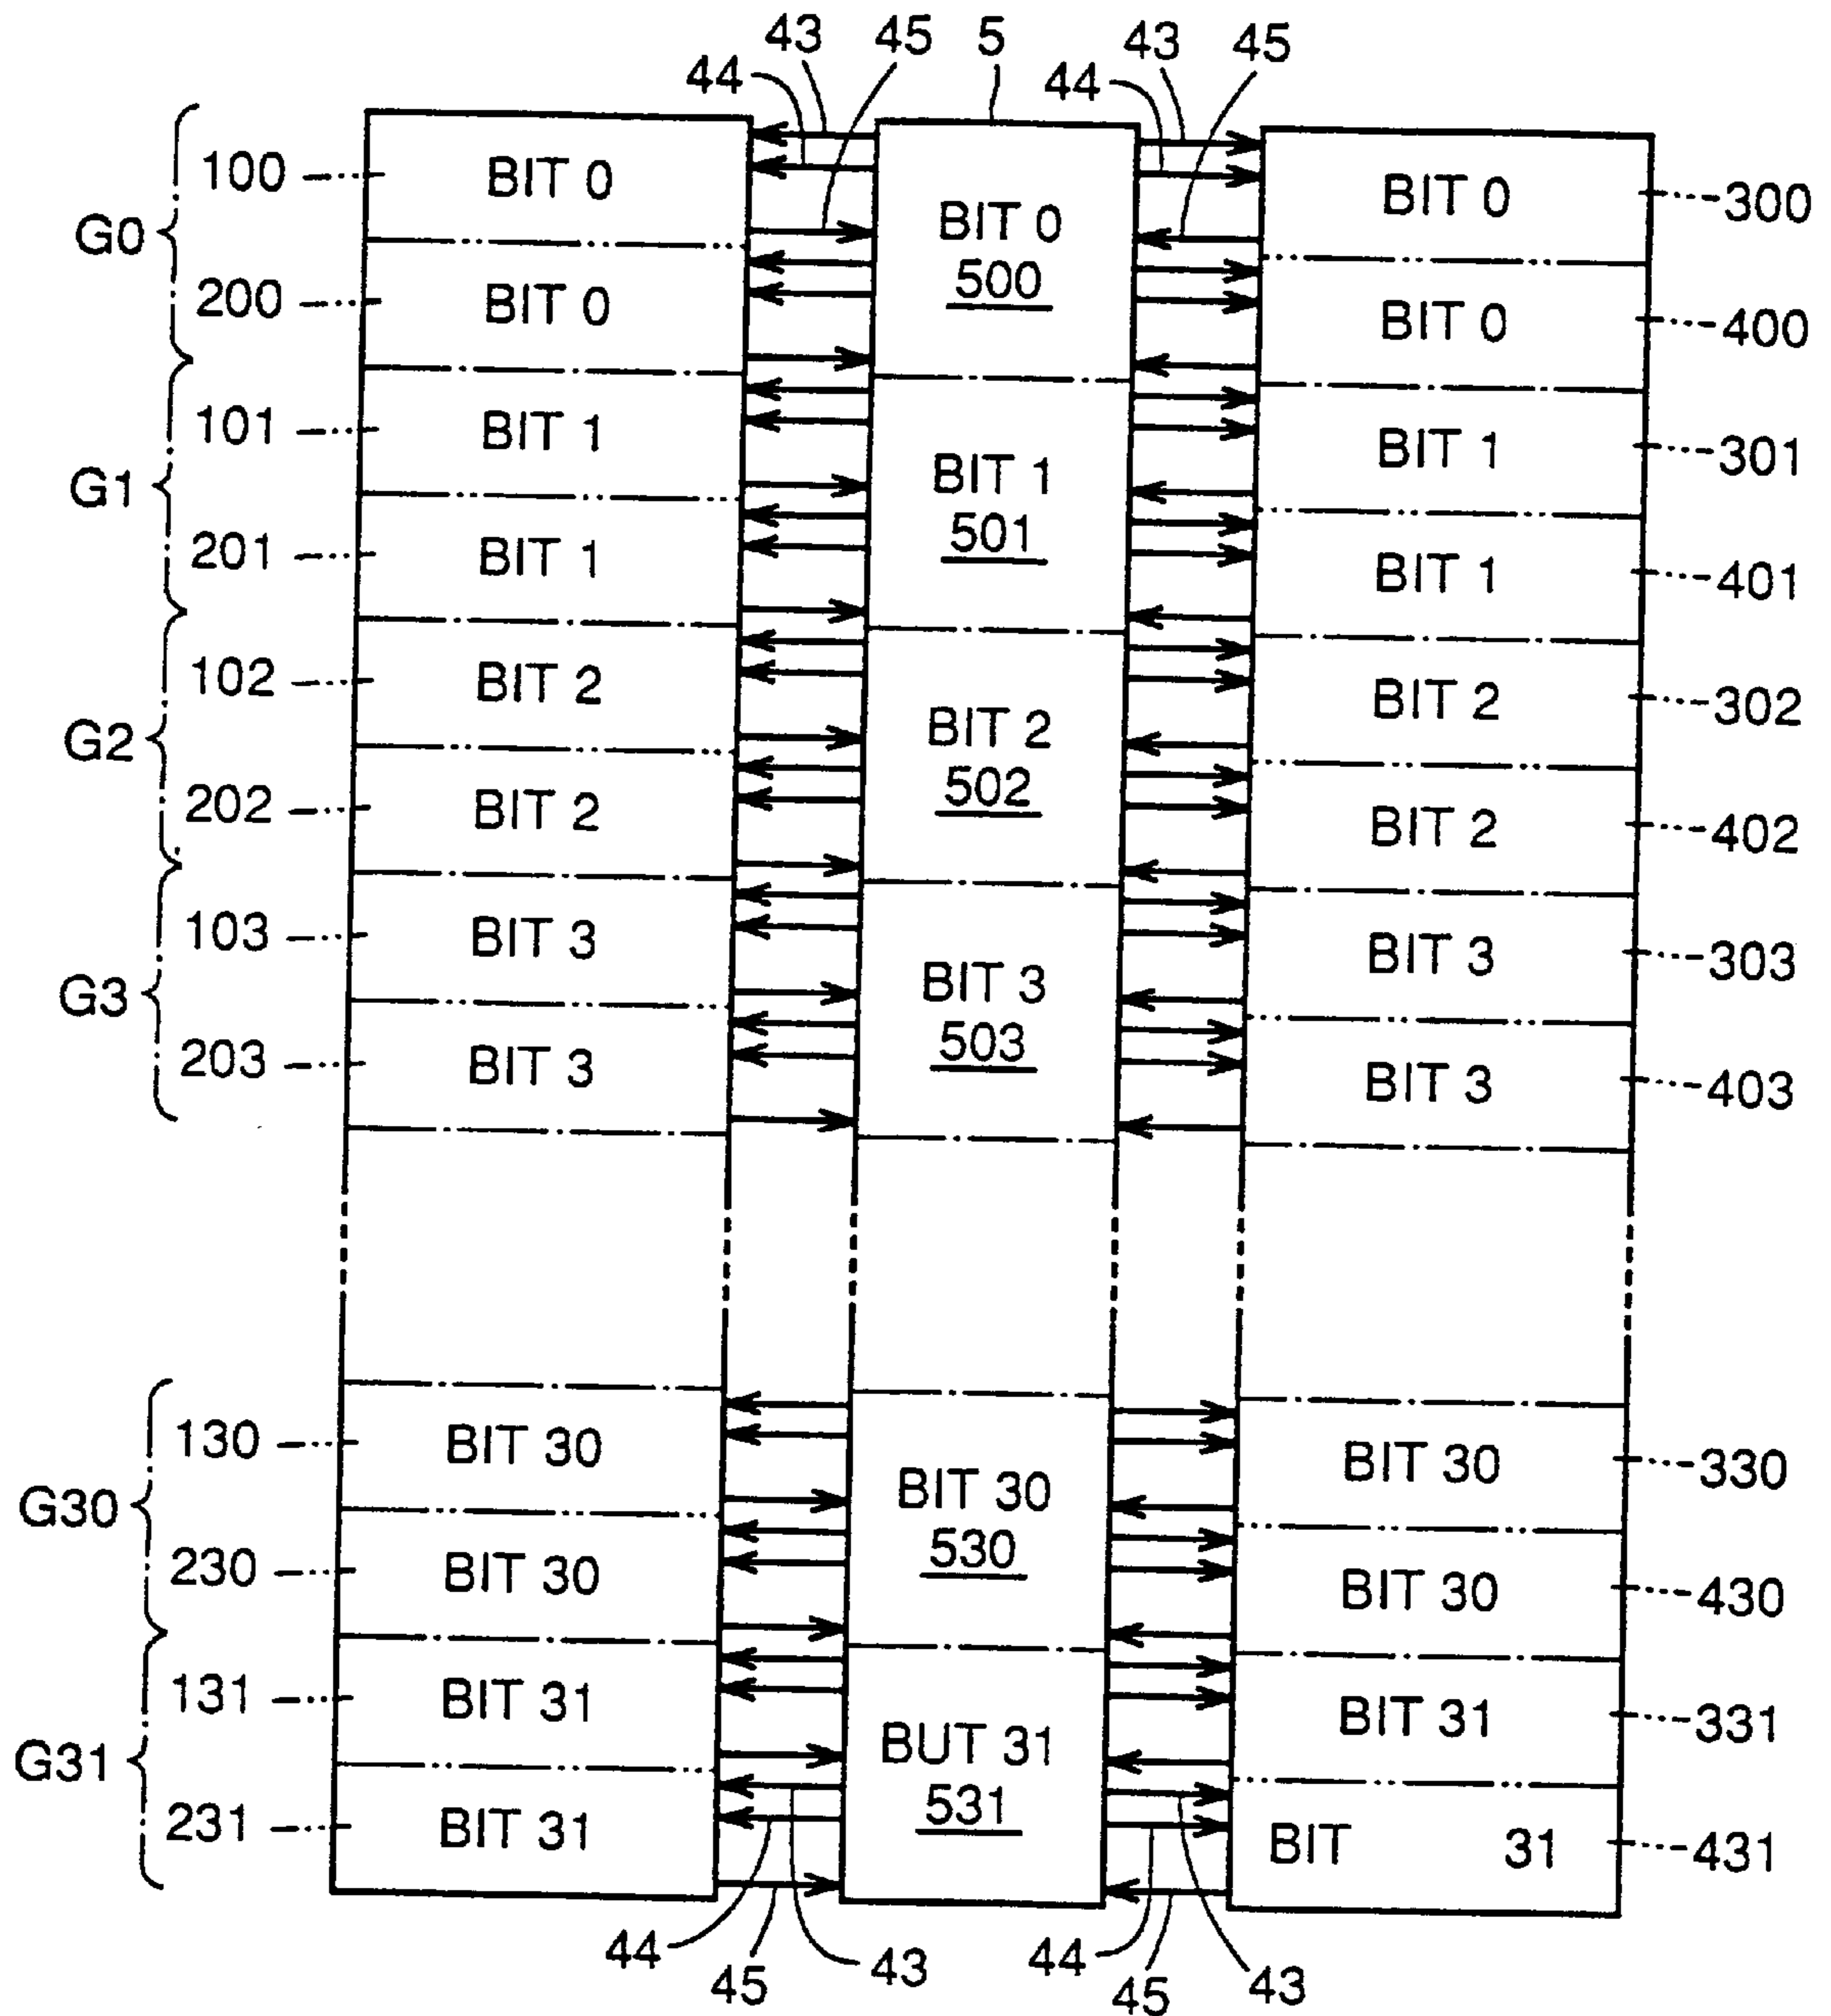 43 45 5 43 45
44 44
100 BIT 0 BIT 0 300
G0 BIT 0
500
200 BIT 0 BIT 0 400
101 BIT 1 BIT 1 301
G1 BIT 1
501
201 BIT 1 BIT 1 401
102 BIT 2 BIT 2 302
G2 BIT 2
502
202 BIT 2 BIT 2 402
103 BIT 3 BIT 3 303
G3 BIT 3
503
203 BIT 3 BIT 3 403
130 BIT 30 BIT 30 330
G30 BIT 30
530
230 BIT 30 BIT 30 430
131 BIT 31 BIT 31 331
G31 BUT 31
531
231 BIT 31 BIT 31 431
44 43 44 43
45 45